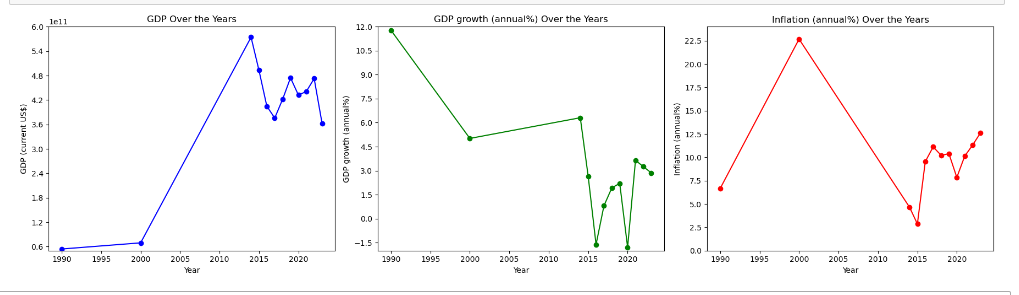 GDP Over the Years
1e11
6.0
5.4
4.8
4.2
3.6
3.0
2.4
1.8
1.2
0.6
GDP (current US$)
1990 1995 2000 2005 2010 2015 2020
Year
GDP growth (annual%) Over the Years
12.0
10.5
9.0
7.5
6.0
4.5
3.0
1.5
0.0
−1.5
GDP growth (annual%)
1990 1995 2000 2005 2010 2015 2020
Year
Inflation (annual%) Over the Years
22.5
20.0
17.5
15.0
12.5
10.0
7.5
5.0
2.5
0.0
Inflation (annual%)
1990 1995 2000 2005 2010 2015 2020
Year